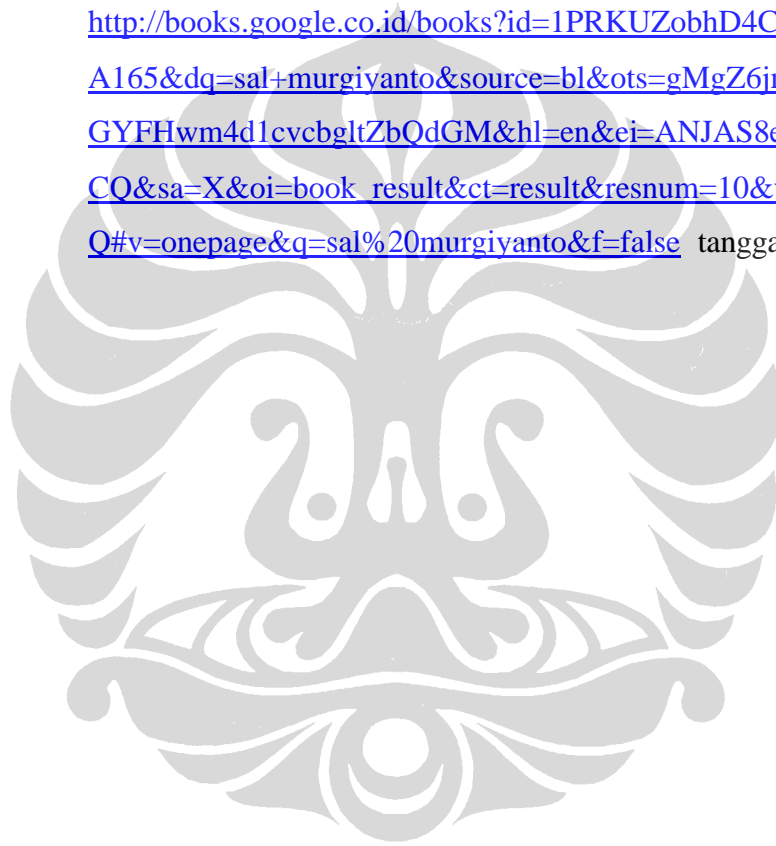 http://books.google.co.id/books?id=1PRKUZobhD4C
A165&dq=sal+murgiyanto&source=bl&ots=gMgZ6j
GYFHwm4d1cvcbgltZbQdGM&hl=en&ei=ANJAS8e
CQ&sa=X&oi=book_result&ct=result&resnum=10&
Q#v=onepage&q=sal%20murgiyanto&f=false tangga